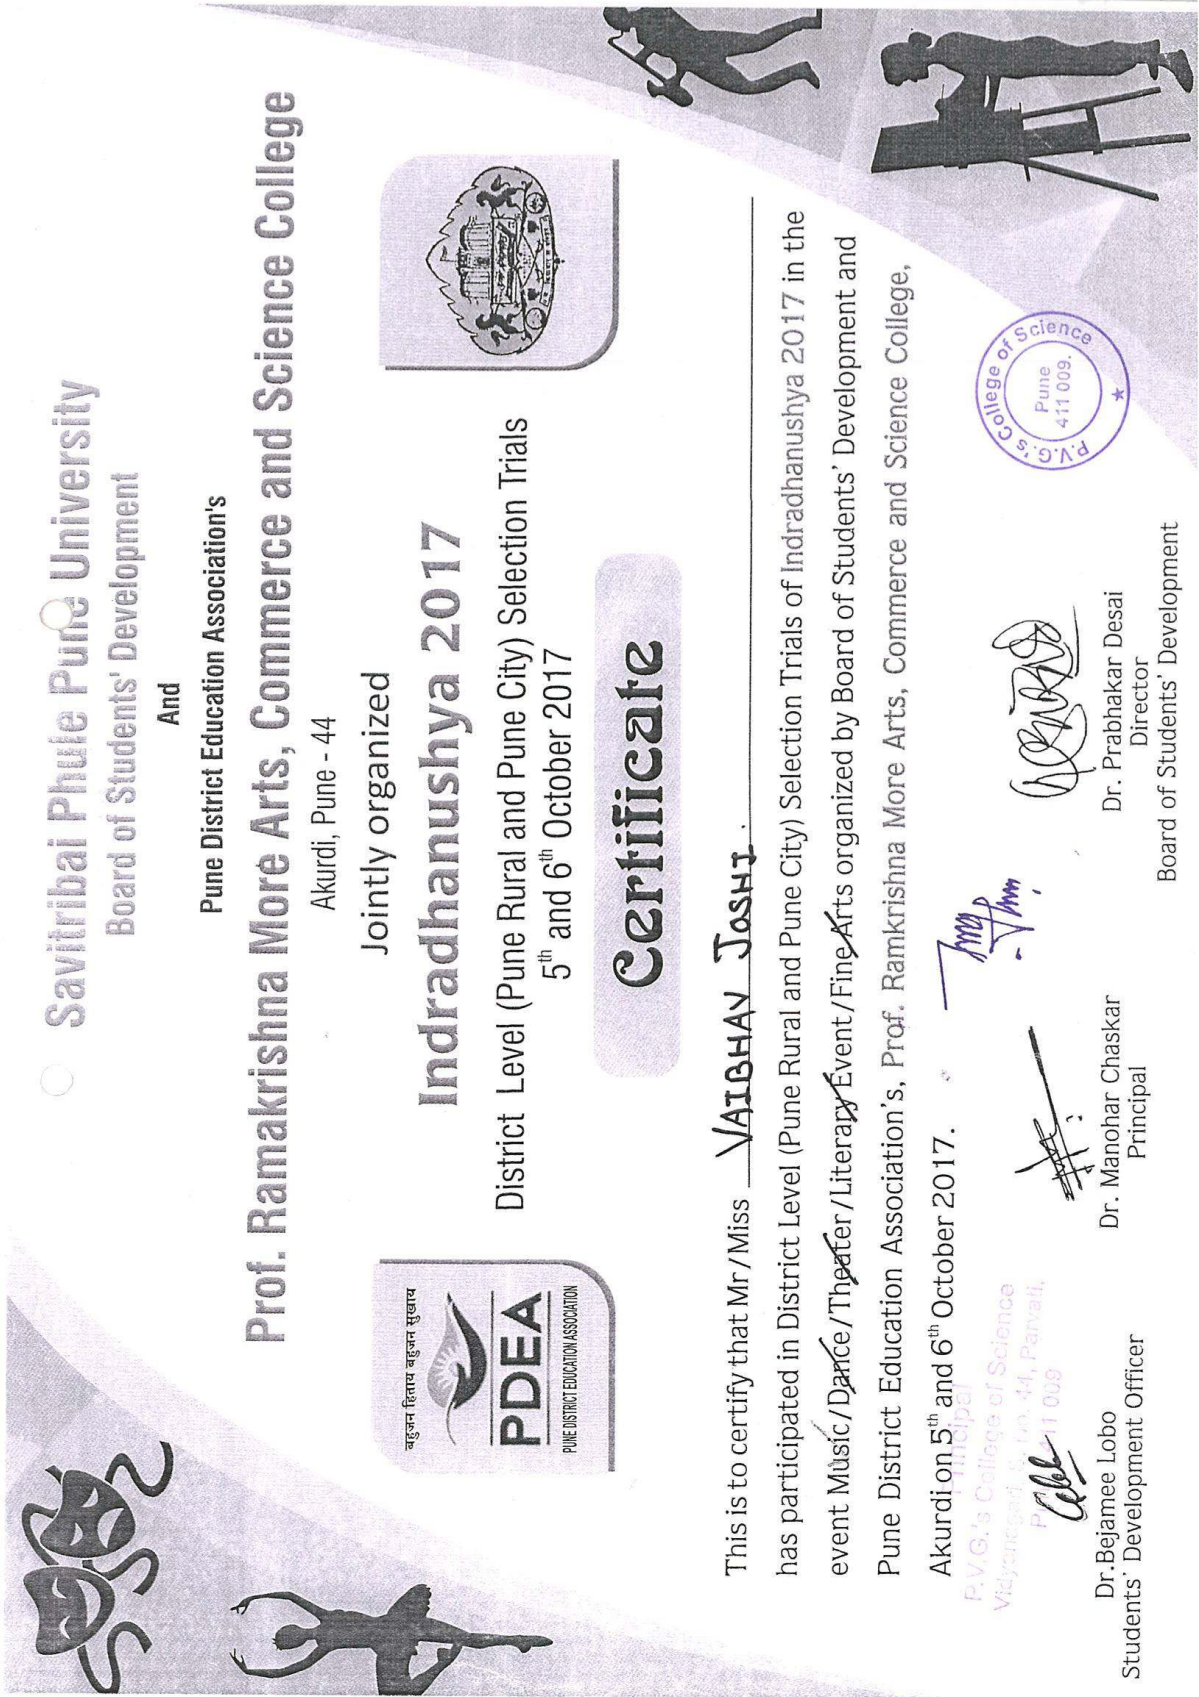 Savitribai Phule Pune University
Board of Students' Development
And
Pune District Education Association's
Prof. Ramakrishna More Arts, Commerce and Science College
Akurdi, Pune - 44
Jointly organized
Indradhanushya 2017
District Level (Pune Rural and Pune City) Selection Trials
5th and 6th October 2017
बहुजन हिताय बहुजन सुखाय
PDEA
PUNE DISTRICT EDUCATION ASSOCIATION
Certificate
This is to certify that Mr/Miss VAIBHAV JOSHI.
has participated in District Level (Pune Rural and Pune City) Selection Trials of Indradhanushya 2017 in the
event Music/Dance/Theater/Literary Event/Fine Arts organized by Board of Students' Development and
Pune District Education Association's, Prof. Ramkrishna More Arts, Commerce and Science College,
Akurdi on 5th and 6th October 2017.
Principal
P.V.G.'s College of Science
44, Parvati,
411 009
P.V.G.'s College of Science
Pune
411 009.
Dr.Bejamee Lobo
Students' Development Officer
Dr. Manohar Chaskar
Principal
Dr. Prabhakar Desai
Director
Board of Students' Development